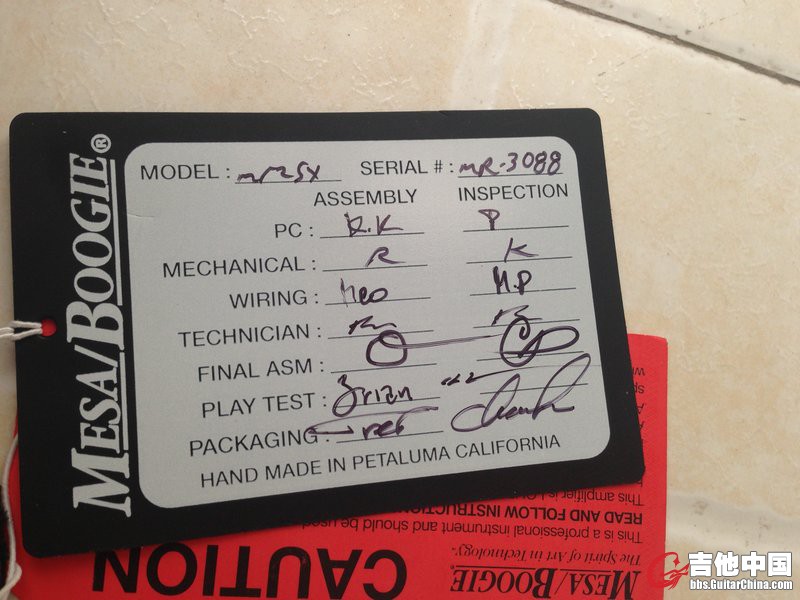 MESA/BOOGIE®
MODEL : SERIAL # : MR-3088
ASSEMBLY INSPECTION
PC : R.K P
MECHANICAL : R K
WIRING : Neo M.P
TECHNICIAN :
FINAL ASM :
PLAY TEST : Brian
PACKAGING :
HAND MADE IN PETALUMA CALIFORNIA
MESA/BOOGIE®
The Spirit of Art in Technology.
CAUTION
This is a professional instrument and should be used
READ AND FOLLOW INSTRUCTION
This amplifier is
吉他中国
bbs.GuitarChina.com